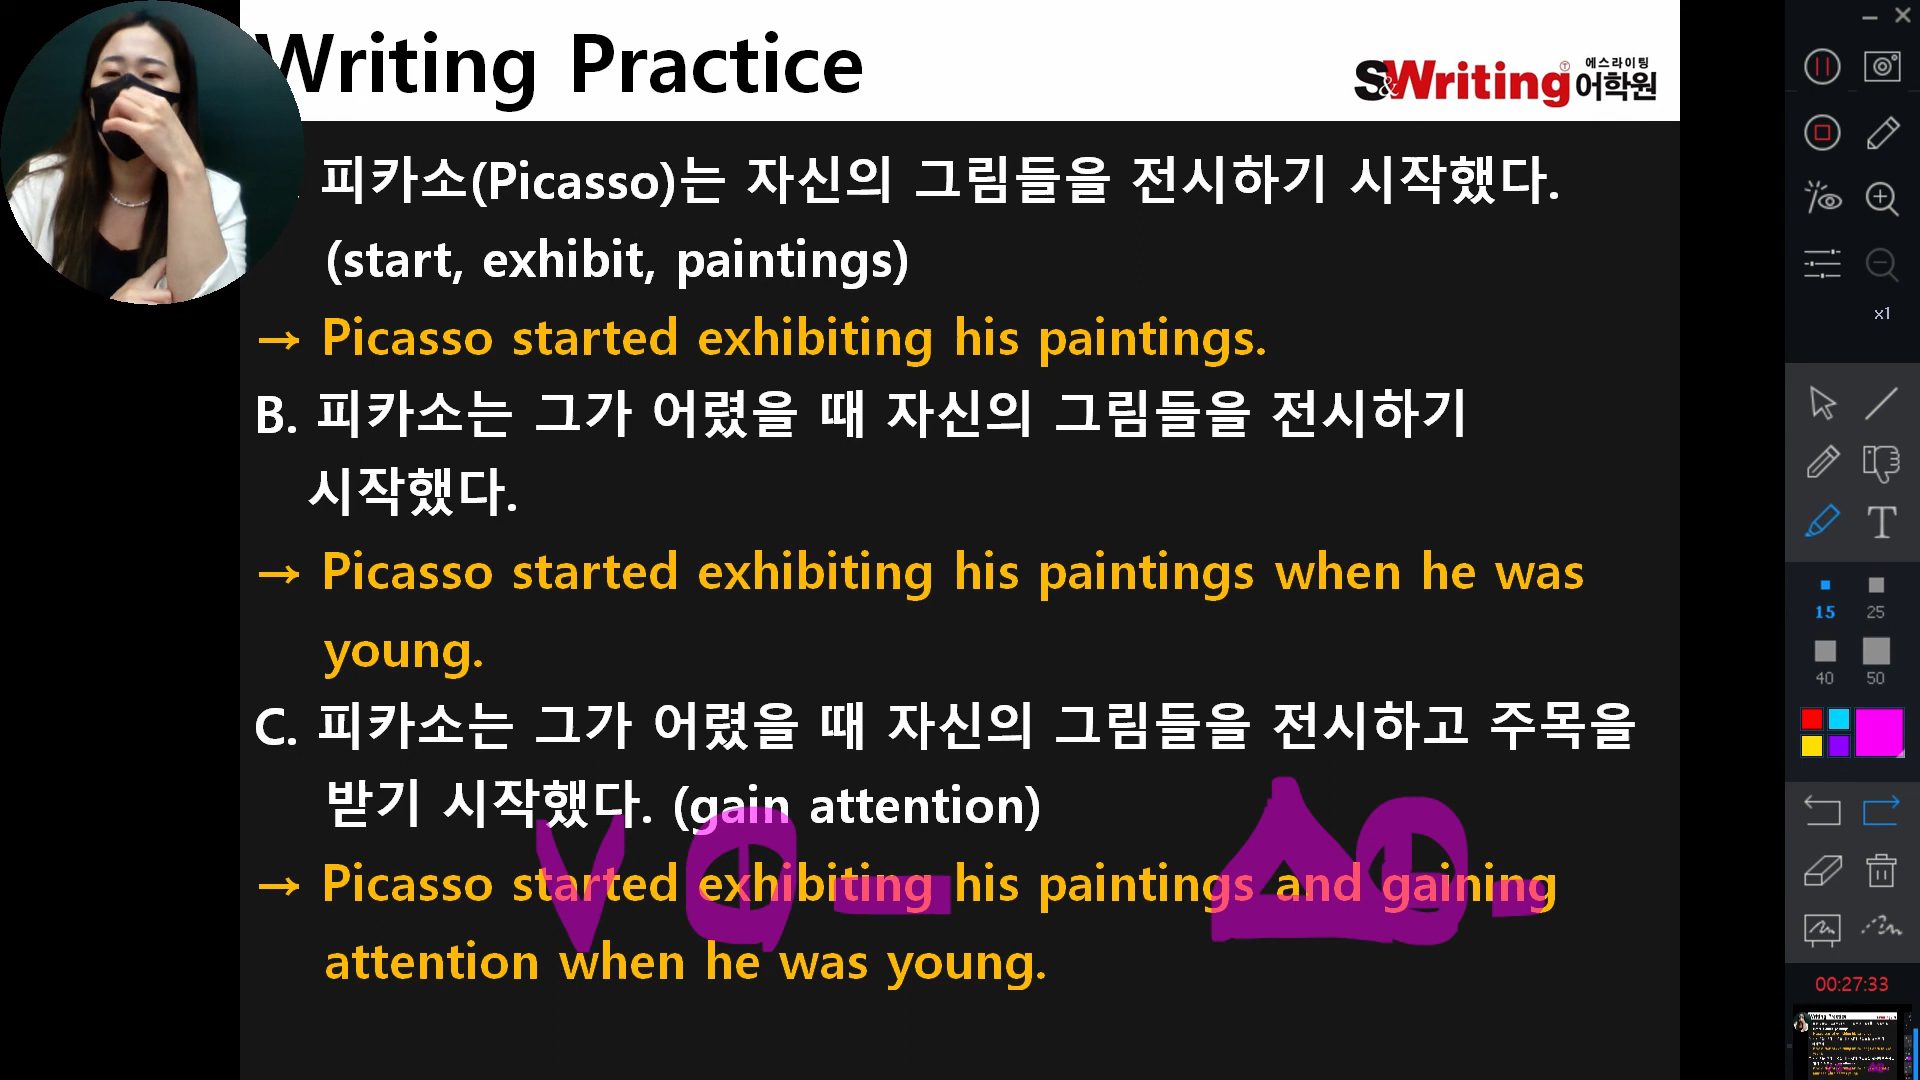 Writing Practice
S&Writing 에스라이팅 어학원
피카소(Picasso)는 자신의 그림들을 전시하기 시작했다.
(start, exhibit, paintings)
→ Picasso started exhibiting his paintings.
B. 피카소는 그가 어렸을 때 자신의 그림들을 전시하기
시작했다.
→ Picasso started exhibiting his paintings when he was
young.
C. 피카소는 그가 어렸을 때 자신의 그림들을 전시하고 주목을
받기 시작했다. (gain attention)
→ Picasso started exhibiting his paintings and gaining
attention when he was young.
x1
T
15 25
40 50
00:27:33